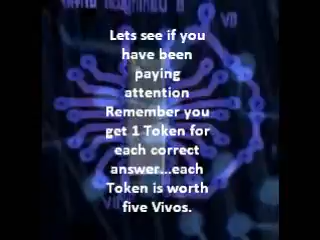 Lets see if you
have been
paying
attention
Remember you
get 1 Token for
each correct
answer...each
Token is worth
five Vivos.
VII